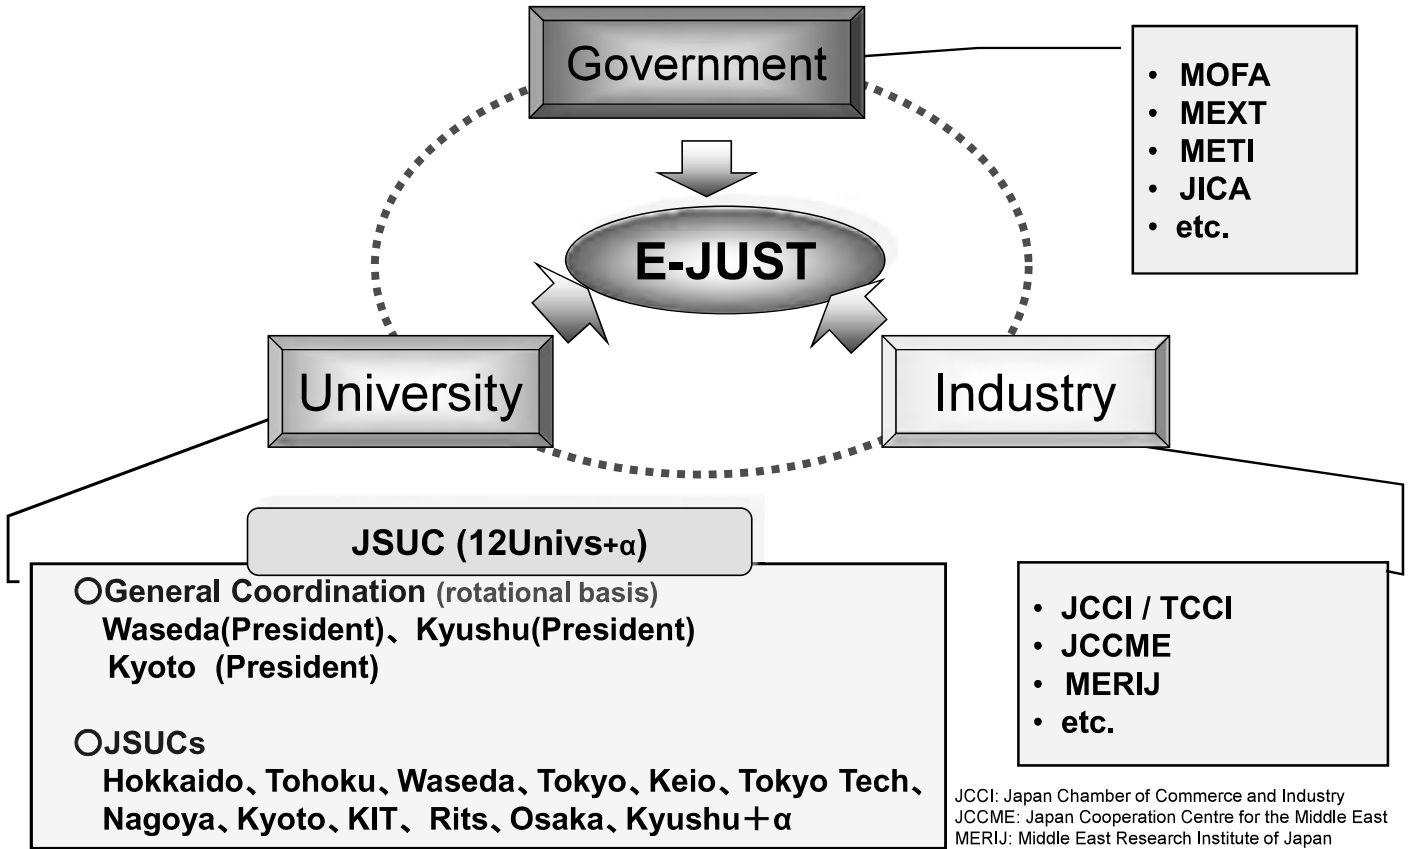 Government
• MOFA
• MEXT
• METI
• JICA
• etc.
E-JUST
University
Industry
JSUC (12Univs+α)
○General Coordination (rotational basis)
Waseda(President)、Kyushu(President)
Kyoto (President)
○JSUCs
Hokkaido、Tohoku、Waseda、Tokyo、Keio、Tokyo Tech、
Nagoya、Kyoto、KIT、Rits、Osaka、Kyushu＋α
• JCCI / TCCI
• JCCME
• MERIJ
• etc.
JCCI: Japan Chamber of Commerce and Industry
JCCME: Japan Cooperation Centre for the Middle East
MERIJ: Middle East Research Institute of Japan